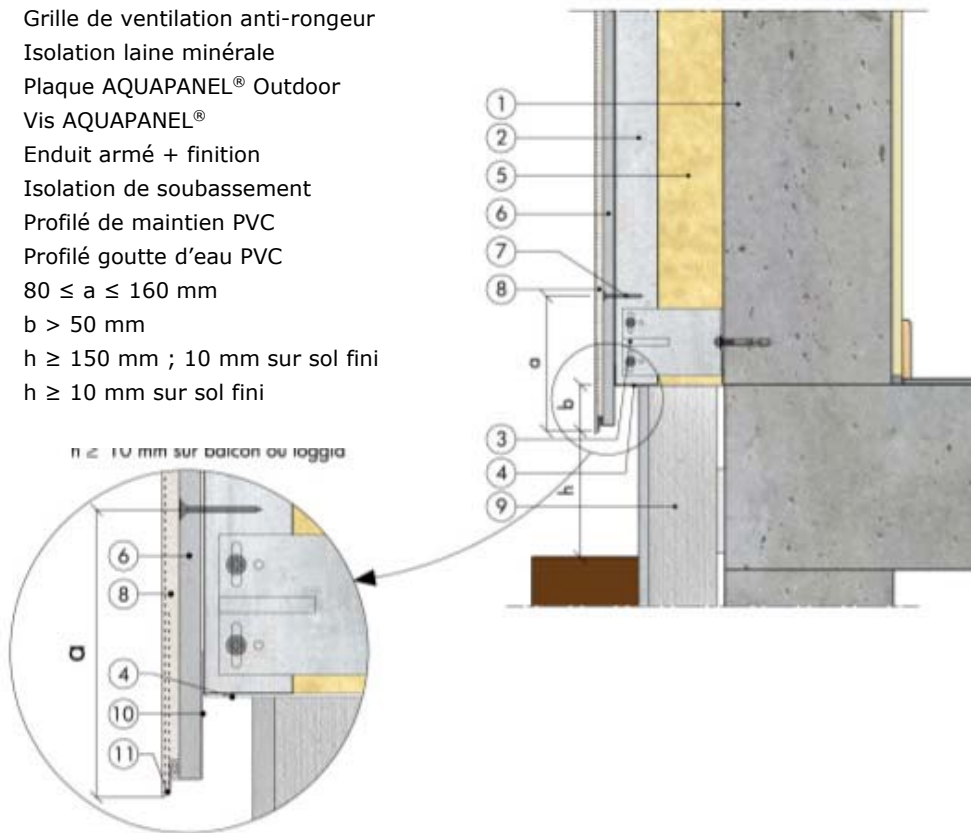 Grille de ventilation anti-rongeur
Isolation laine minérale
Plaque AQUAPANEL® Outdoor
Vis AQUAPANEL®
Enduit armé + finition
Isolation de soubassement
Profilé de maintien PVC
Profilé goutte d’eau PVC
80 ≤ a ≤ 160 mm
b > 50 mm
h ≥ 150 mm ; 10 mm sur sol fini
h ≥ 10 mm sur sol fini
h ≥ 10 mm sur balcon ou loggia
1
2
5
6
7
8
a
b
3
4
h
9
6
8
a
4
10
11